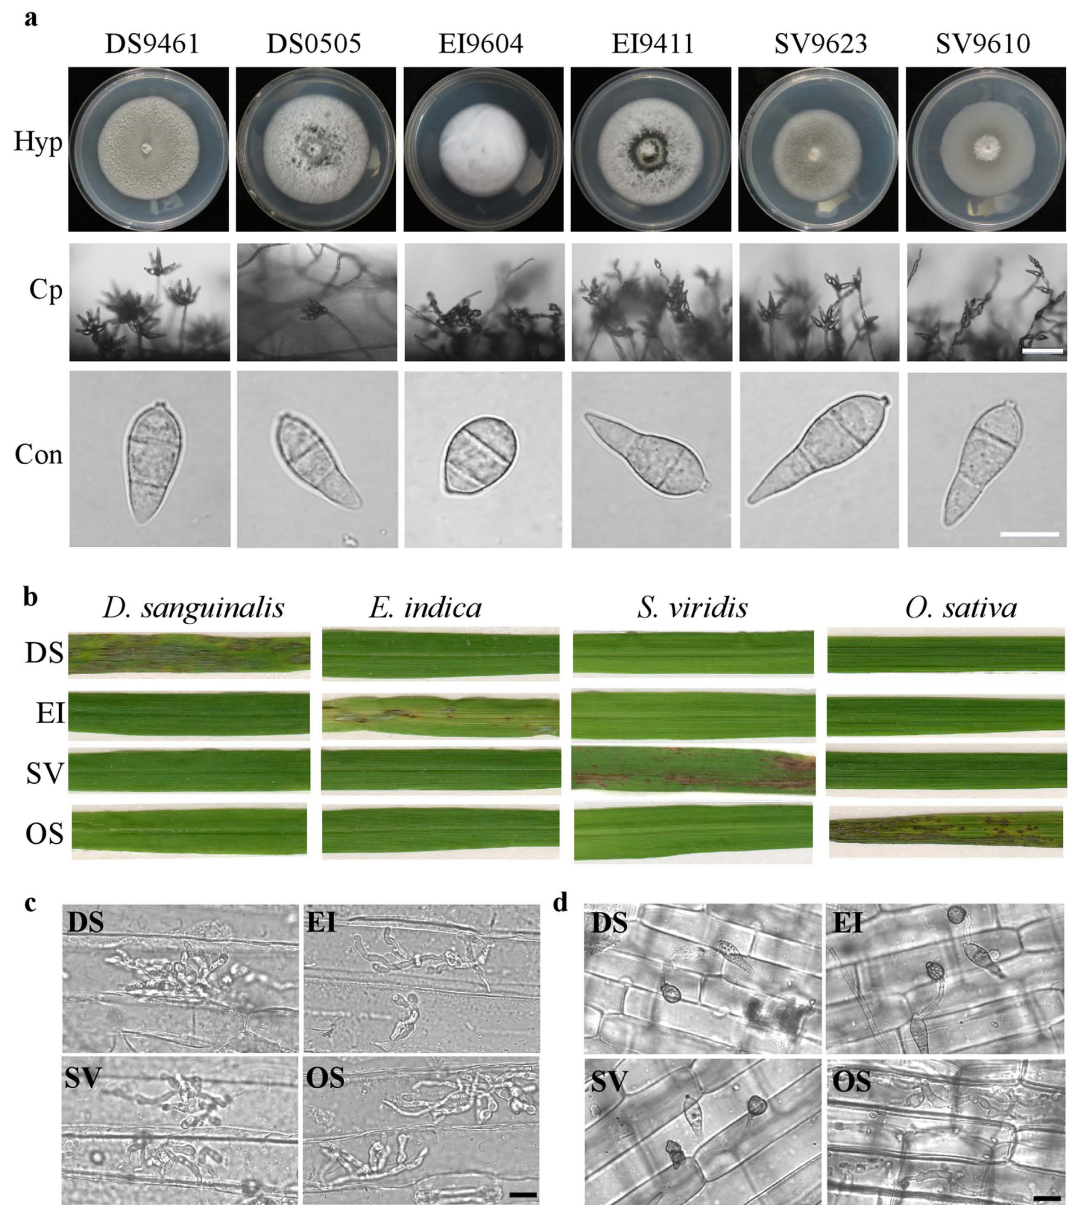 a
DS9461 DS0505 EI9604 EI9411 SV9623 SV9610
Hyp
Cp
Con
b
D. sanguinalis E. indica S. viridis O. sativa
DS
EI
SV
OS
c d
DS EI DS EI
SV OS SV OS